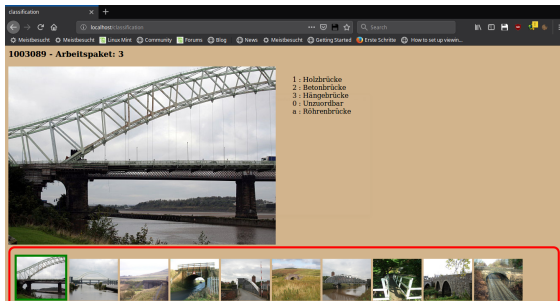 classification
localhost/classification
Search
Meistbesucht Meistbesucht Linux Mint Community Forums Blog News Meistbesucht Getting Started Erste Schritte How to set up viewin...
1003089 - Arbeitspaket: 3
1 : Holzbrücke
2 : Betonbrücke
3 : Hängebrücke
0 : Unzuordbar
a : Röhrenbrücke